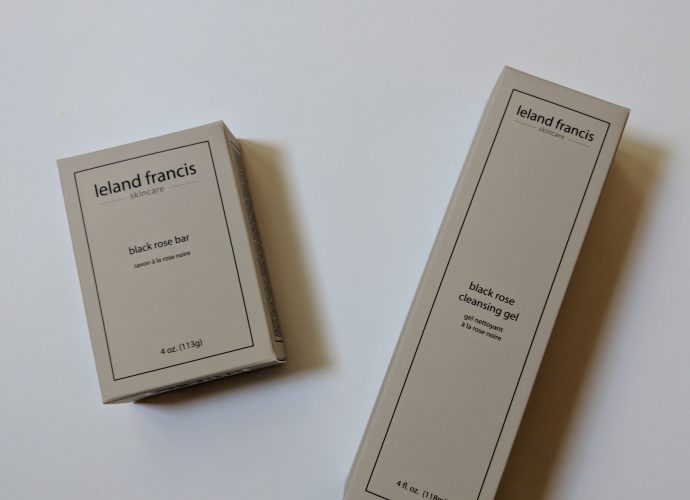 leland francis
skincare
black rose bar
savon à la rose noire
4 oz. (113g)
leland francis
skincare
black rose
cleansing gel
gel nettoyant
à la rose noire
4 fl. oz. (118ml)